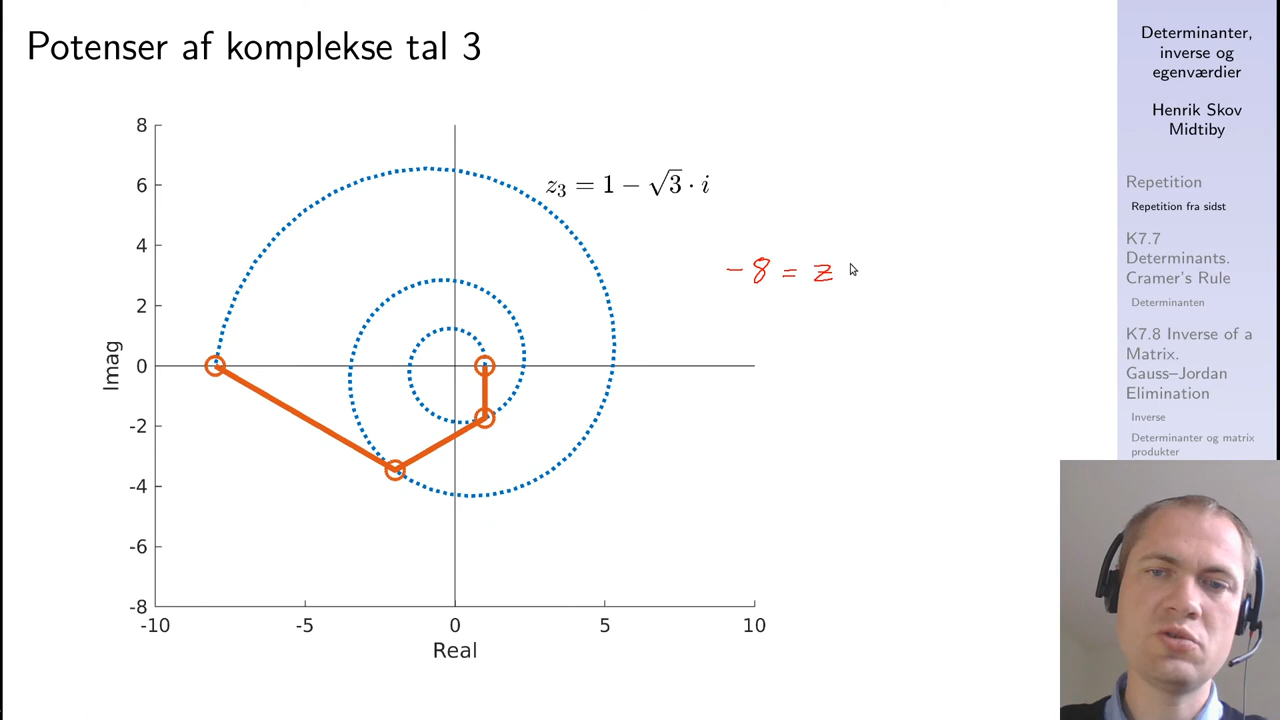 Potenser af komplekse tal 3
8
6
4
2
0
-2
-4
-6
-8
-10
-5
0
5
10
Imag
Real
z₃ = 1 − √3 · i
-8 = z
Determinanter,
inverse og
egenværdier
Henrik Skov
Midtiby
Repetition
Repetition fra sidst
K7.7
Determinants.
Cramer's Rule
Determinanten
K7.8 Inverse of a
Matrix.
Gauss–Jordan
Elimination
Inverse
Determinanter og matrix
produkter